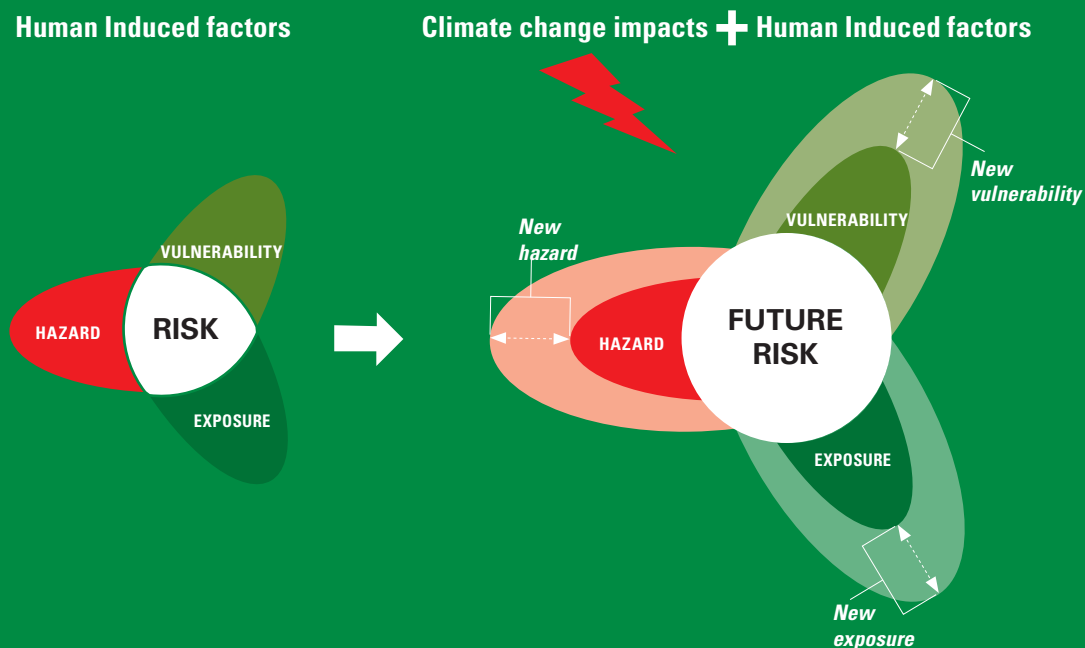 Human Induced factors
Climate change impacts + Human Induced factors
VULNERABILITY
HAZARD
RISK
EXPOSURE
New
vulnerability
VULNERABILITY
New
hazard
FUTURE
RISK
HAZARD
EXPOSURE
New
exposure